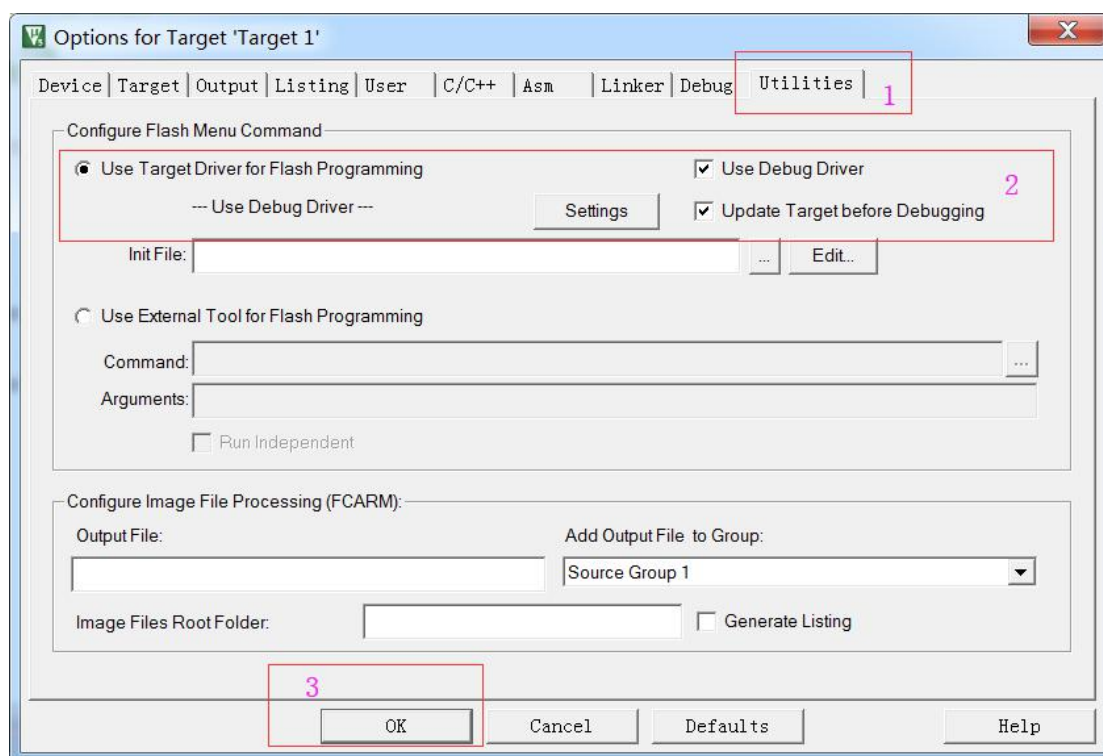 Options for Target 'Target 1'
Device Target Output Listing User C/C++ Asm Linker Debug Utilities
1
Configure Flash Menu Command
Use Target Driver for Flash Programming Use Debug Driver
2
--- Use Debug Driver --- Settings Update Target before Debugging
Init File: ... Edit...
Use External Tool for Flash Programming
Command: ...
Arguments:
Run Independent
Configure Image File Processing (FCARM):
Output File: Add Output File to Group:
Source Group 1
Image Files Root Folder: Generate Listing
3
OK Cancel Defaults Help